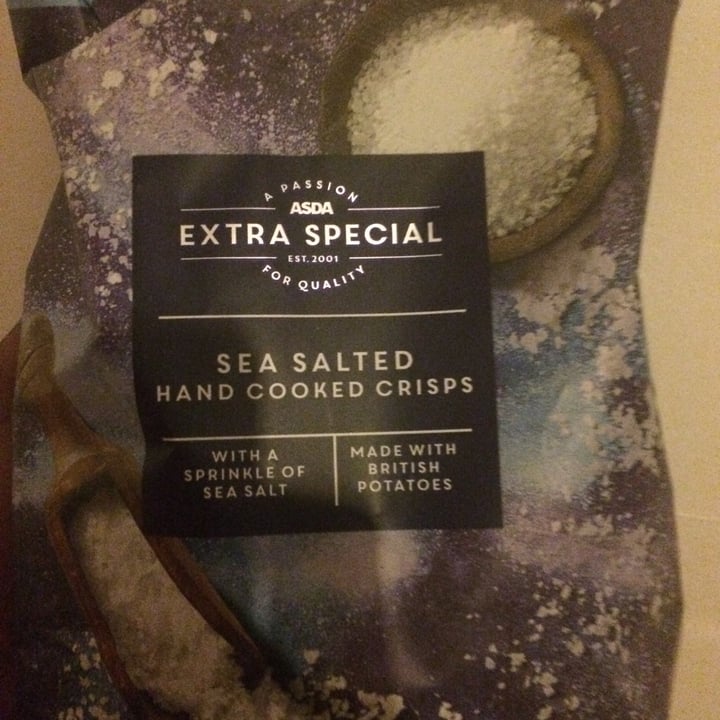 A PASSION
ASDA
EXTRA SPECIAL
EST. 2001
FOR QUALITY
SEA SALTED
HAND COOKED CRISPS
WITH A
SPRINKLE OF
SEA SALT
MADE WITH
BRITISH
POTATOES